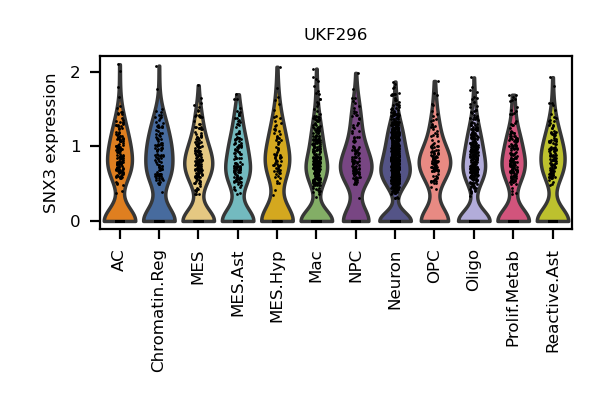 UKF296
SNX3 expression
2
1
0
AC
Chromatin.Reg
MES
MES.Ast
MES.Hyp
Mac
NPC
Neuron
OPC
Oligo
Prolif.Metab
Reactive.Ast